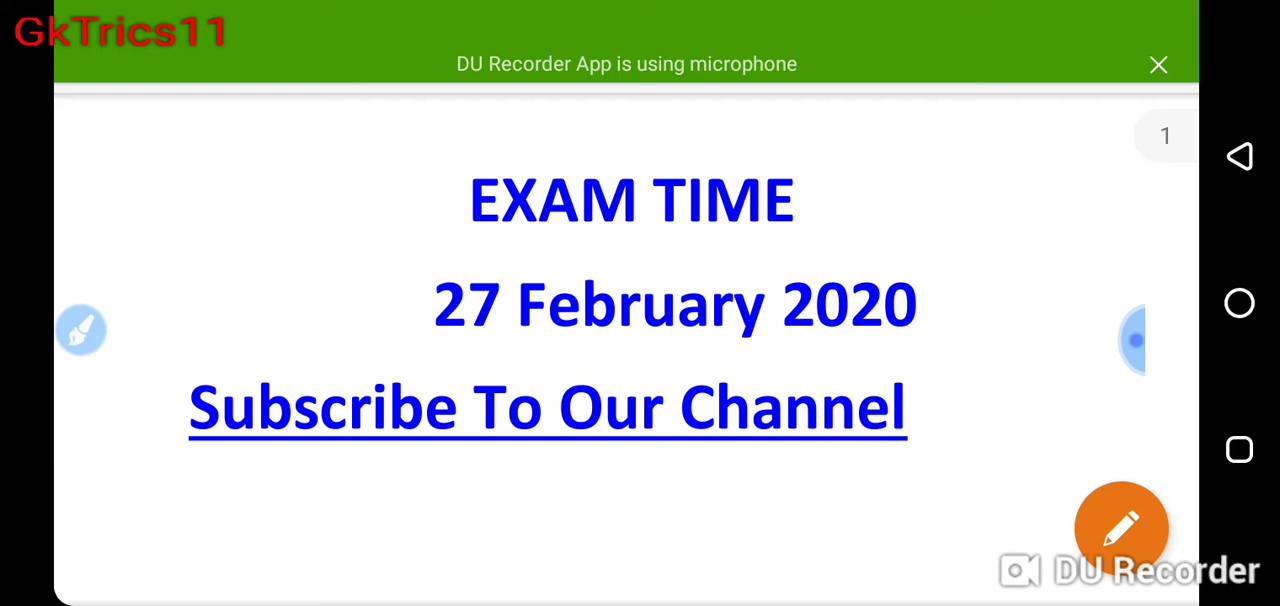 GkTrics11
DU Recorder App is using microphone
1
EXAM TIME
27 February 2020
Subscribe To Our Channel
DU Recorder